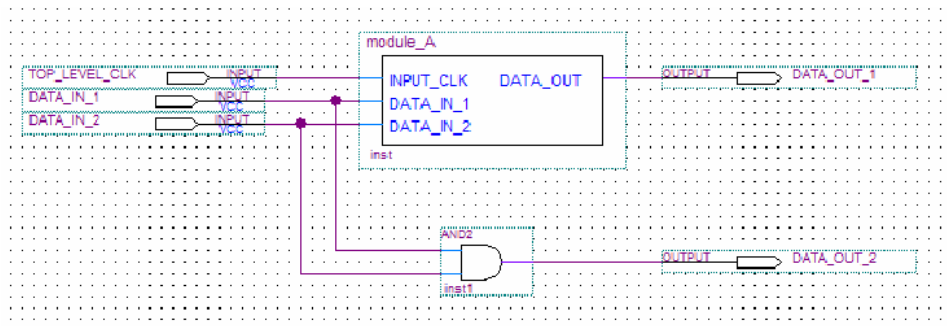 module_A
TOP_LEVEL_CLK INPUT
VCC
INPUT_CLK DATA_OUT
OUTPUT DATA_OUT_1
DATA_IN_1 INPUT
VCC
DATA_IN_1
DATA_IN_2 INPUT
VCC
DATA_IN_2
inst
AND2
OUTPUT DATA_OUT_2
inst1